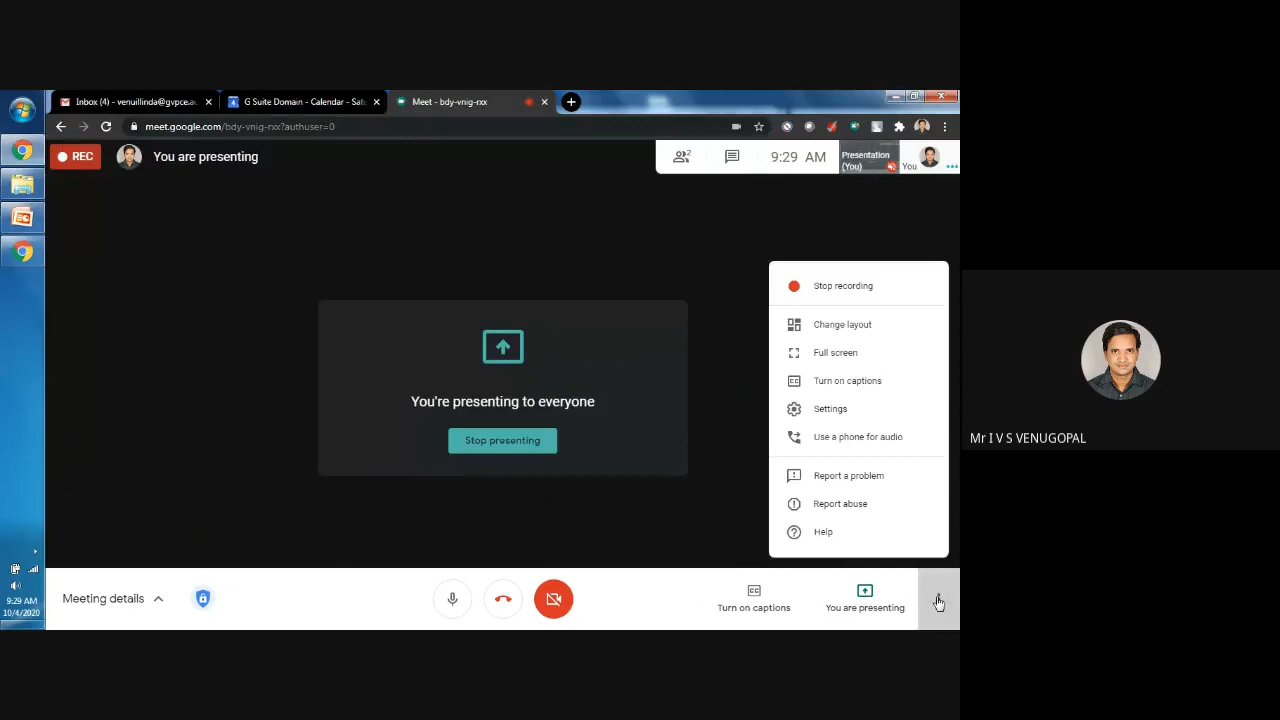 Inbox (4) - venuillinda@gvpce.a
G Suite Domain - Calendar - Sat
Meet - bdy-vnig-rxx
meet.google.com/bdy-vnig-rxx?authuser=0
REC
You are presenting
2
9:29 AM
Presentation
(You)
You
Stop recording
Change layout
Full screen
Turn on captions
Settings
Use a phone for audio
Report a problem
Report abuse
Help
You're presenting to everyone
Stop presenting
Mr I V S VENUGOPAL
9:29 AM
10/4/2020
Meeting details
Turn on captions
You are presenting